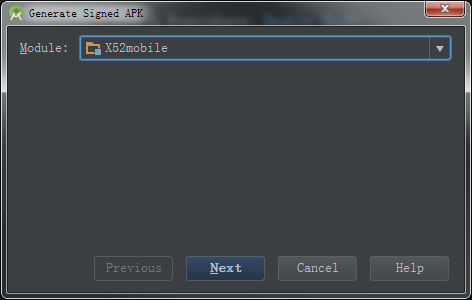 Generate Signed APK
Module: X52mobile
Previous Next Cancel Help